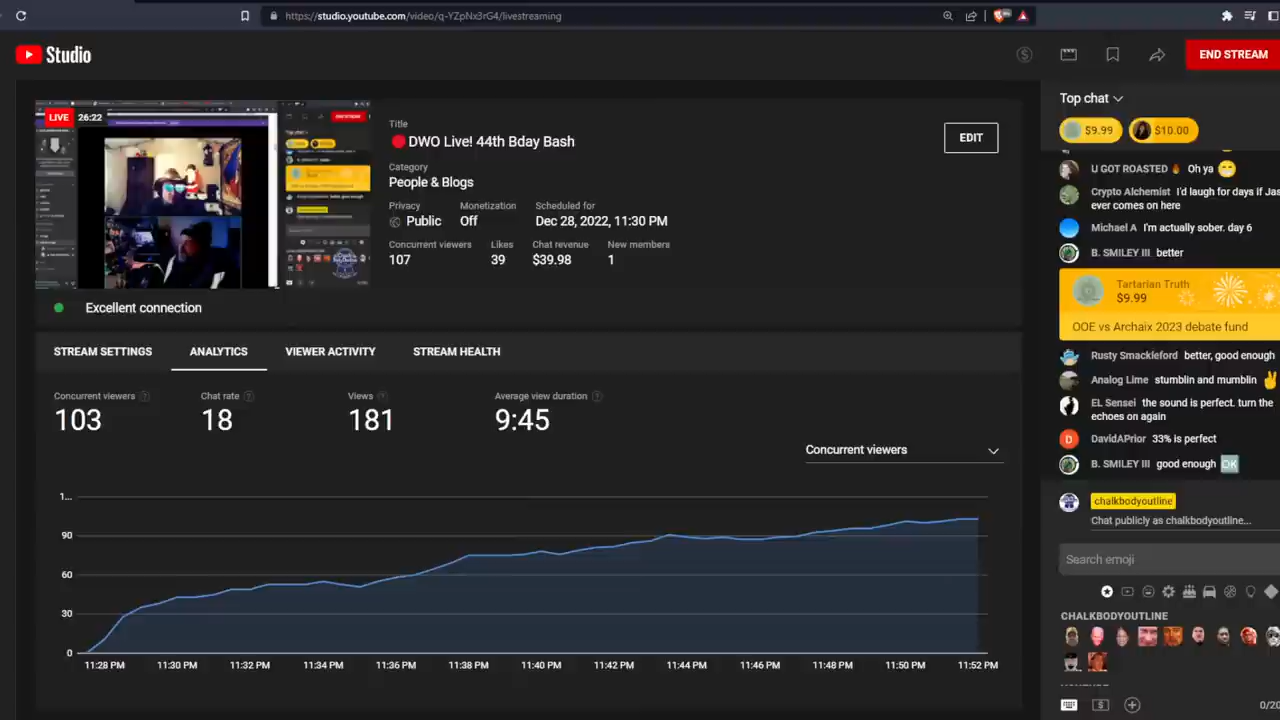 https://studio.youtube.com/video/q-YZpNx3rG4/livestreaming
Studio
END STREAM
LIVE 26:22
Title
DWO Live! 44th Bday Bash
EDIT
Category
People & Blogs
Privacy Monetization Scheduled for
Public Off Dec 28, 2022, 11:30 PM
Concurrent viewers Likes Chat revenue New members
107 39 $39.98 1
Excellent connection
STREAM SETTINGS ANALYTICS VIEWER ACTIVITY STREAM HEALTH
Concurrent viewers Chat rate Views Average view duration
103 18 181 9:45
Concurrent viewers
1...
90
60
30
0
11:28 PM 11:30 PM 11:32 PM 11:34 PM 11:36 PM 11:38 PM 11:40 PM 11:42 PM 11:44 PM 11:46 PM 11:48 PM 11:50 PM 11:52 PM
Top chat
$9.99 $10.00
U GOT ROASTED Oh ya
Crypto Alchemist I'd laugh for days if Jas
ever comes on here
Michael A I'm actually sober. day 6
B. SMILEY III better
Tartarian Truth
$9.99
OOE vs Archaix 2023 debate fund
Rusty Smackleford better, good enough
Analog Lime stumblin and mumblin
EL Sensei the sound is perfect. turn the
echoes on again
DavidAPrior 33% is perfect
B. SMILEY III good enough OK
chalkbodyoutline
Chat publicly as chalkbodyoutline...
Search emoji
CHALKBODYOUTLINE
0/20